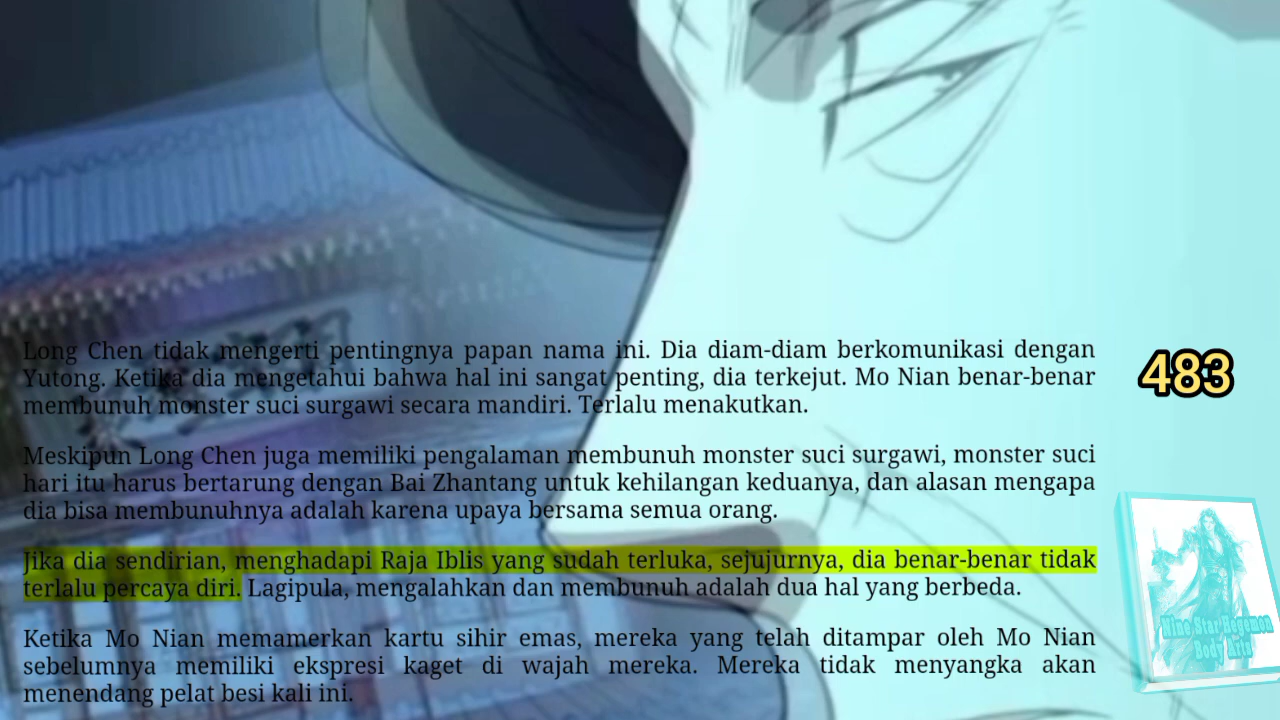 Long Chen tidak mengerti pentingnya papan nama ini. Dia diam-diam berkomunikasi dengan
Yutong. Ketika dia mengetahui bahwa hal ini sangat penting, dia terkejut. Mo Nian benar-benar
membunuh monster suci surgawi secara mandiri. Terlalu menakutkan.
483
Meskipun Long Chen juga memiliki pengalaman membunuh monster suci surgawi, monster suci
hari itu harus bertarung dengan Bai Zhantang untuk kehilangan keduanya, dan alasan mengapa
dia bisa membunuhnya adalah karena upaya bersama semua orang.
Jika dia sendirian, menghadapi Raja Iblis yang sudah terluka, sejujurnya, dia benar-benar tidak
terlalu percaya diri. Lagipula, mengalahkan dan membunuh adalah dua hal yang berbeda.
Ketika Mo Nian memamerkan kartu sihir emas, mereka yang telah ditampar oleh Mo Nian
sebelumnya memiliki ekspresi kaget di wajah mereka. Mereka tidak menyangka akan
menendang pelat besi kali ini.
Nine Star Hegemon
Body Arts